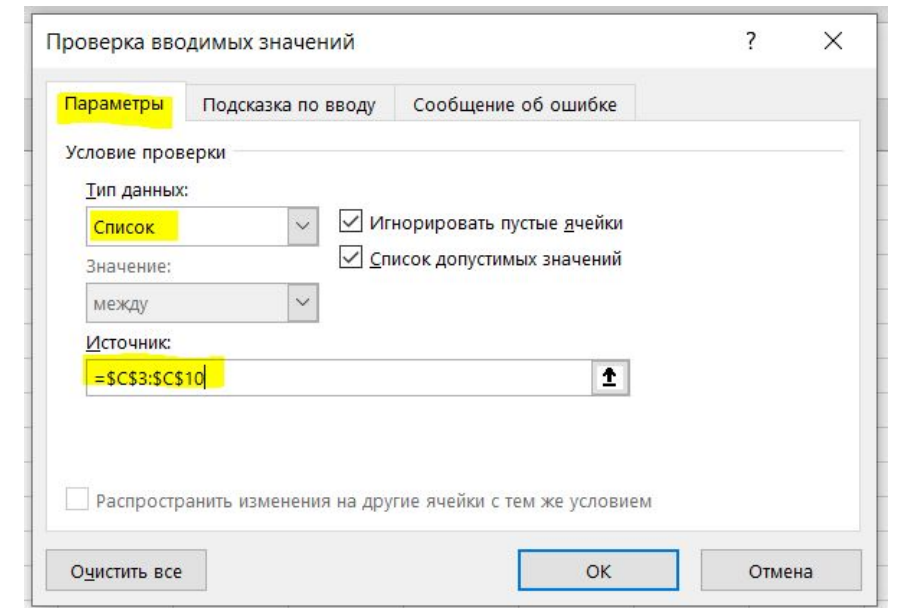 Проверка вводимых значений ?
Параметры Подсказка по вводу Сообщение об ошибке
Условие проверки
Тип данных:
Список Игнорировать пустые ячейки
Значение: Список допустимых значений
между
Источник:
=$C$3:$C$10
Распространить изменения на другие ячейки с тем же условием
Очистить все ОК Отмена